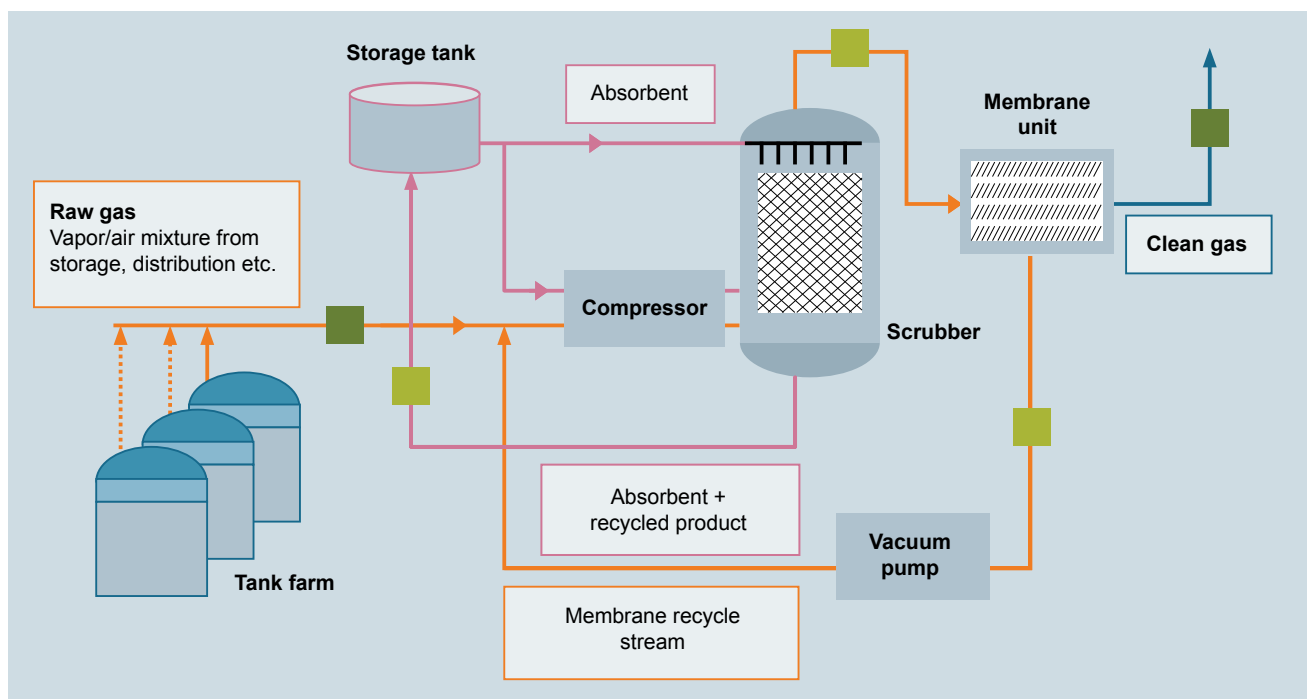 Storage tank
Absorbent
Membrane
unit
Raw gas
Vapor/air mixture from
storage, distribution etc.
Clean gas
Compressor
Scrubber
Absorbent +
recycled product
Vacuum
pump
Tank farm
Membrane recycle
stream